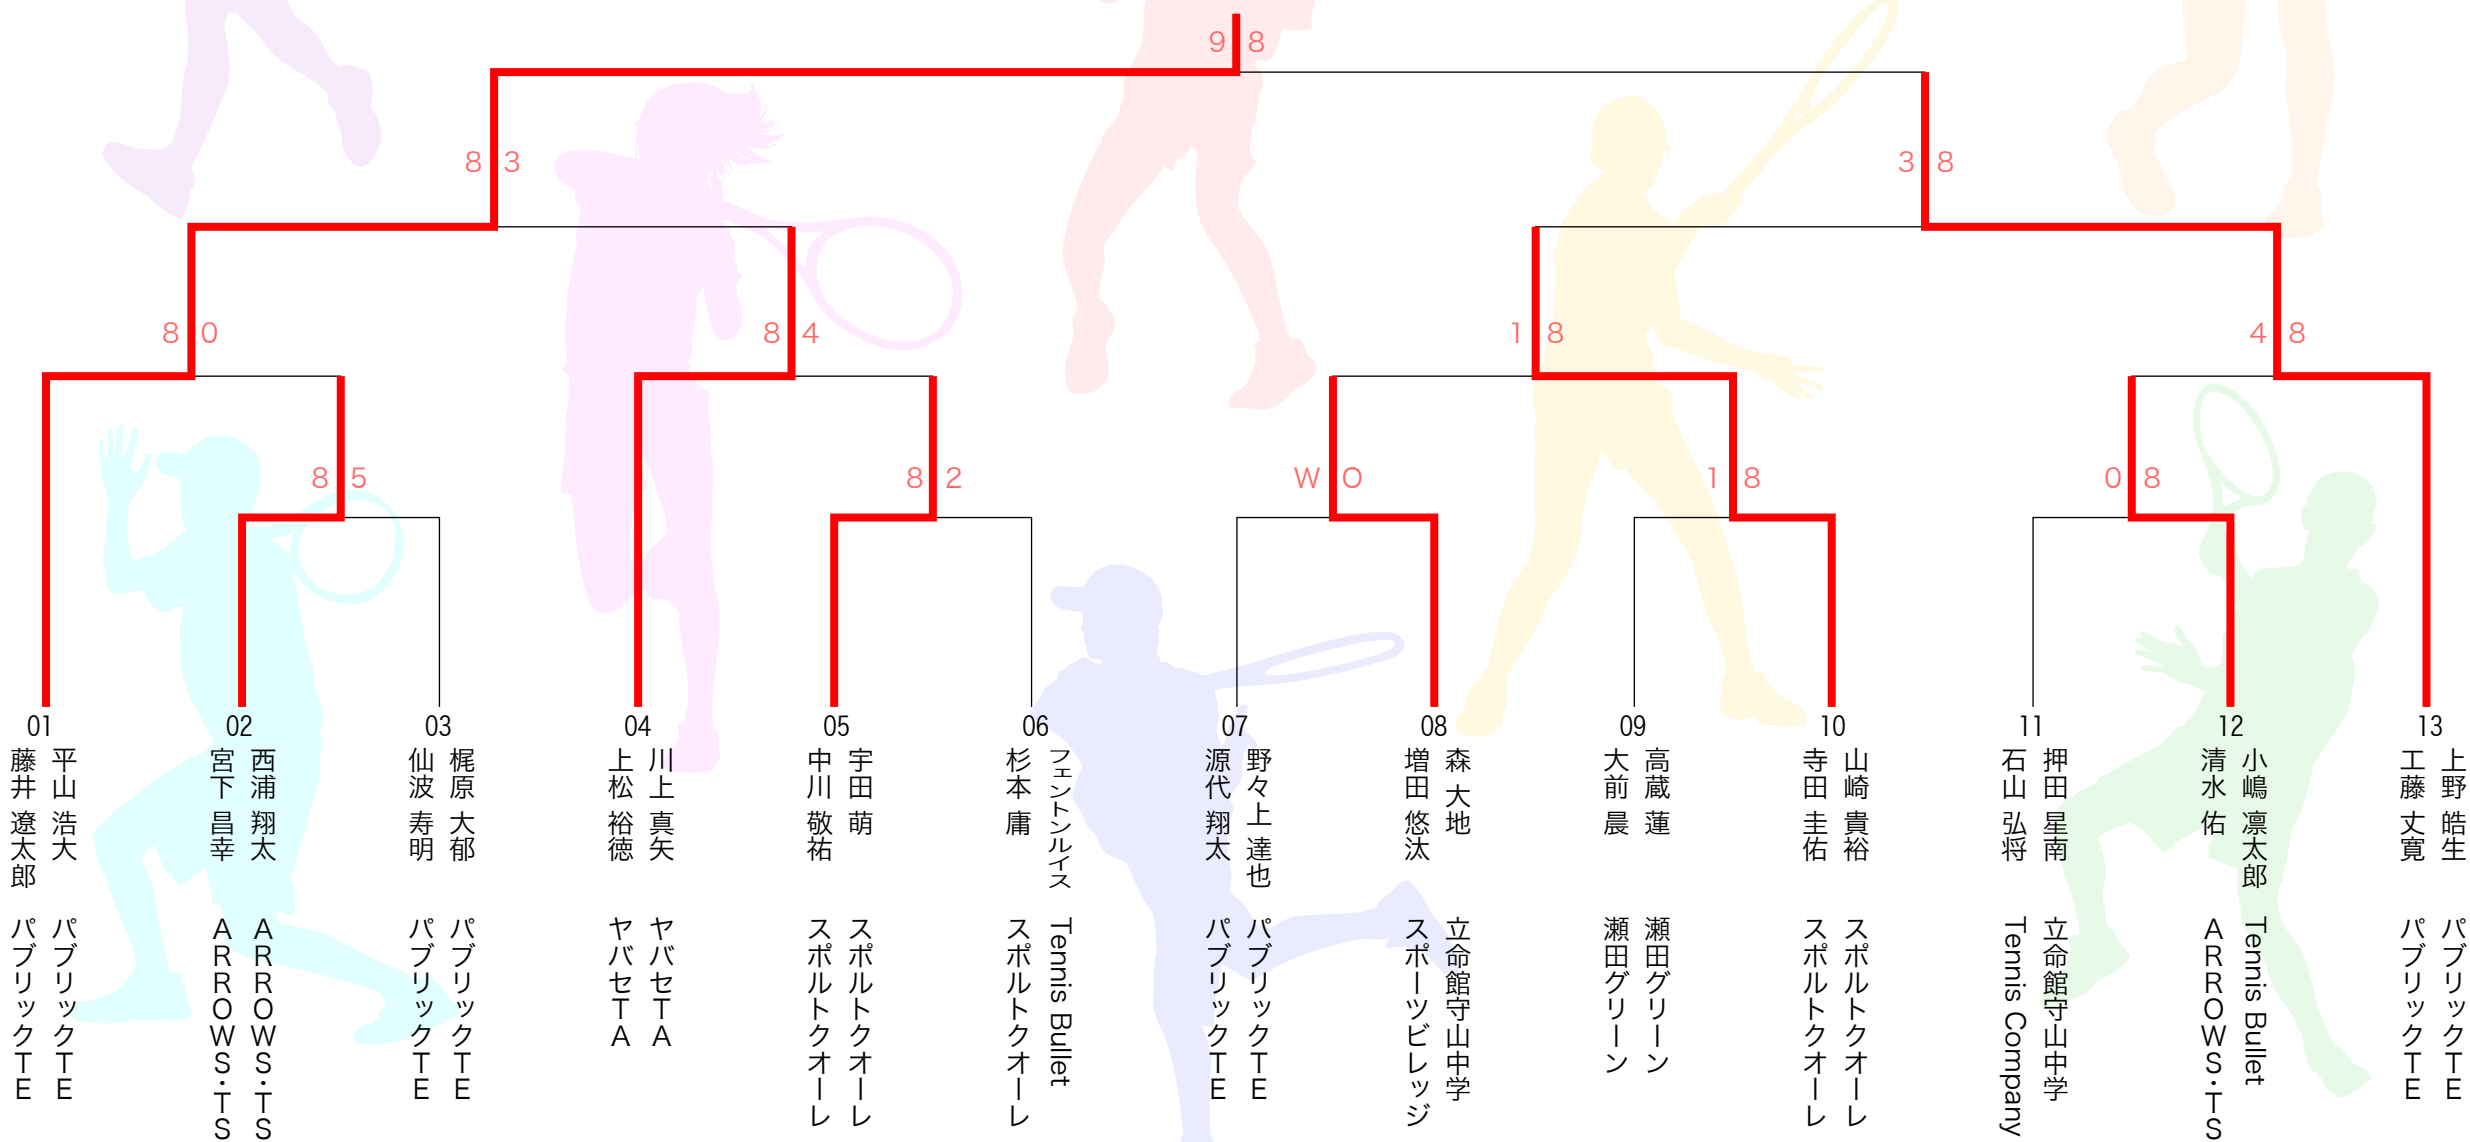 9 8
8 3
3 8
8 0
8 4
1 8
4 8
8 5
8 2
W O
1 8
0 8
01
平山 浩大 パブリックTE
藤井 遼太郎 パブリックTE
02
西浦 翔太 ARROWS・TS
宮下 昌幸 ARROWS・TS
03
梶原 大郁 パブリックTE
仙波 寿明 パブリックTE
04
川上 真矢 ヤバセTA
上松 裕徳 ヤバセTA
05
宇田 萌 スポルトクオーレ
中川 敬祐 スポルトクオーレ
06
フェントンルイス Tennis Bullet
杉本 庸 スポルトクオーレ
07
野々上 達也 パブリックTE
源代 翔太 パブリックTE
08
森 大地 立命館守山中学
増田 悠汰 スポーツビレッジ
09
高蔵 蓮 瀬田グリーン
大前 晨 瀬田グリーン
10
山崎 貴裕 スポルトクオーレ
寺田 圭佑 スポルトクオーレ
11
押田 星南 立命館守山中学
石山 弘将 Tennis Company
12
小嶋 凛太郎 Tennis Bullet
清水 佑 ARROWS・TS
13
上野 皓生 パブリックTE
工藤 丈寛 パブリックTE